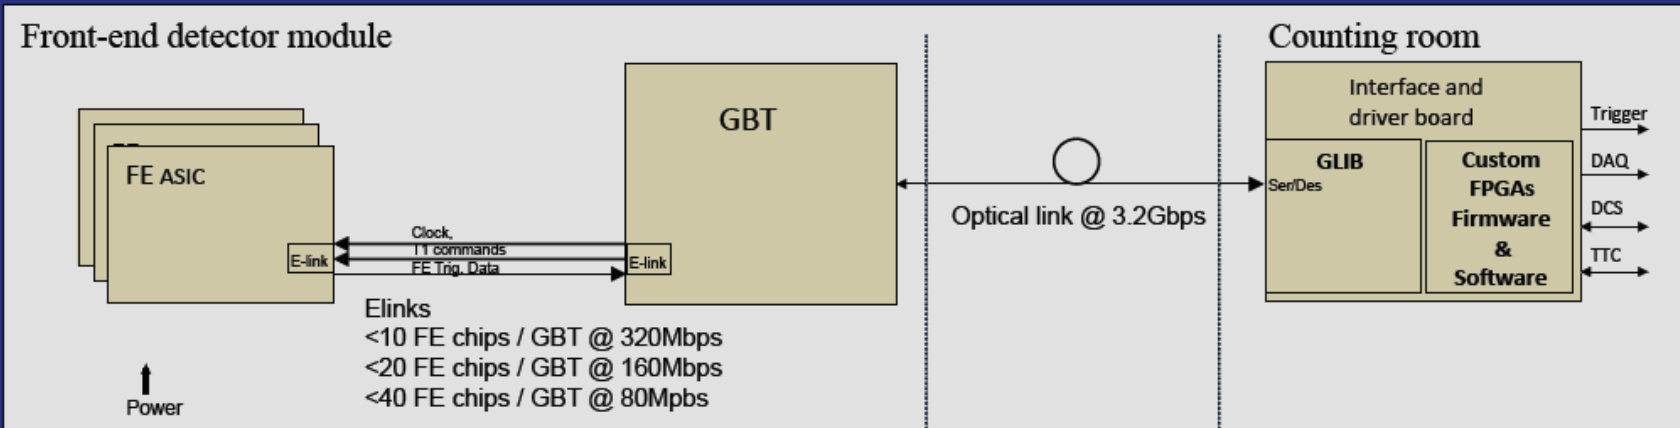 Front-end detector module
Counting room
FE ASIC
E-link
Clock,
T1 commands
FE Trig, Data
E-link
GBT
Elinks
<10 FE chips / GBT @ 320Mbps
<20 FE chips / GBT @ 160Mbps
<40 FE chips / GBT @ 80Mpbs
Power
Optical link @ 3.2Gbps
Interface and
driver board
GLIB
Ser/Des
Custom
FPGAs
Firmware
&
Software
Trigger
DAQ
DCS
TTC